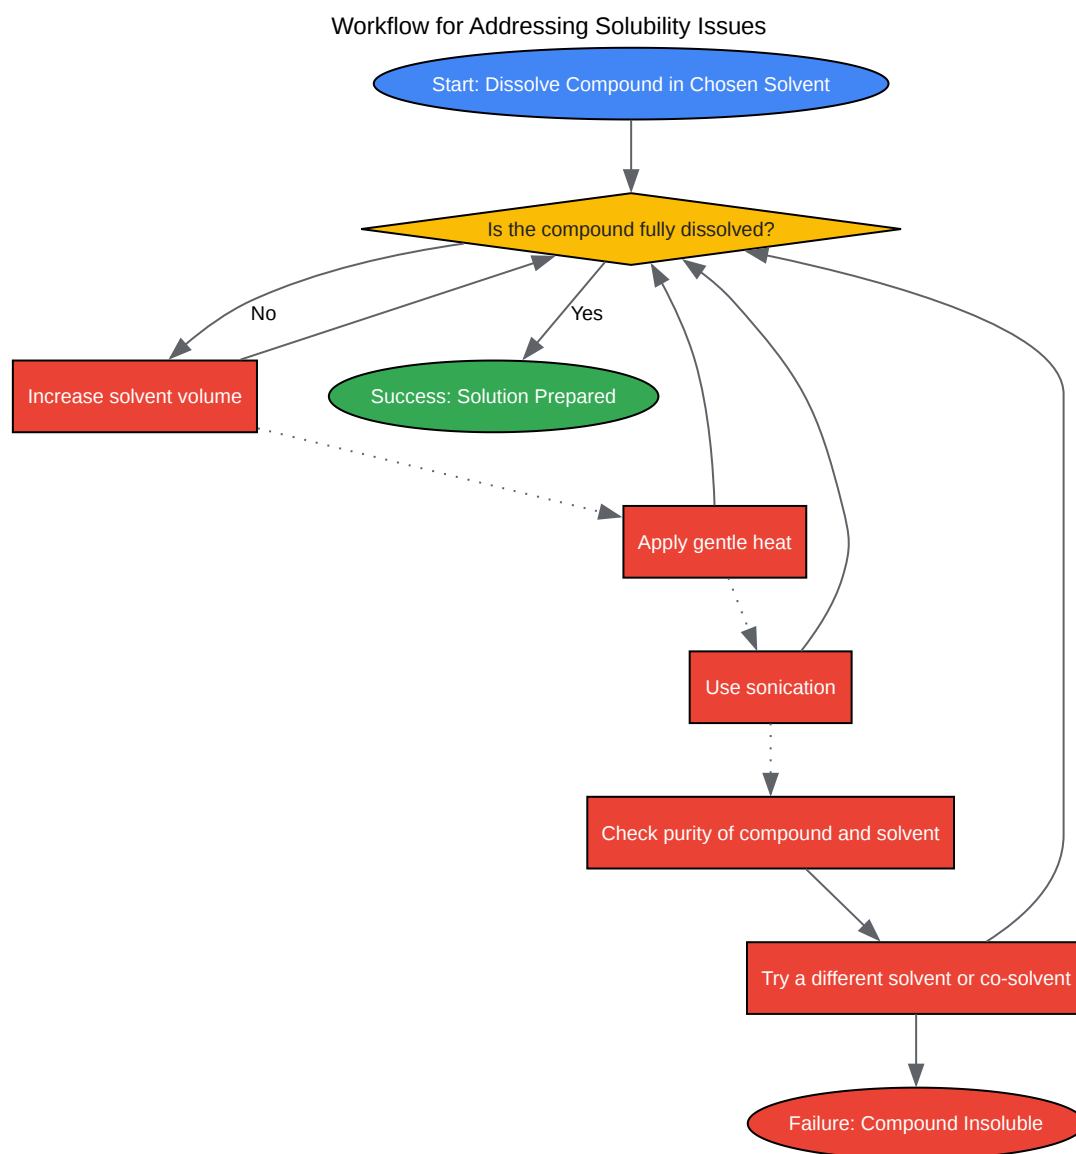 Workflow for Addressing Solubility Issues
Start: Dissolve Compound in Chosen Solvent
Is the compound fully dissolved?
No
Yes
Increase solvent volume
Success: Solution Prepared
Apply gentle heat
Use sonication
Check purity of compound and solvent
Try a different solvent or co-solvent
Failure: Compound Insoluble